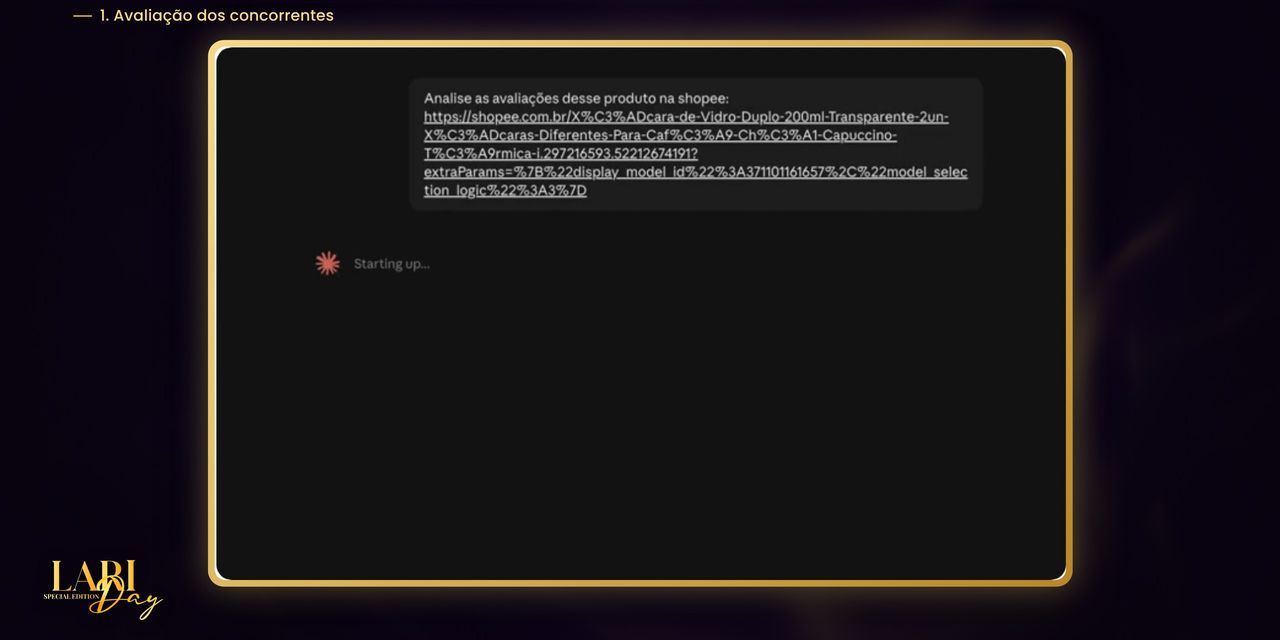 1. Avaliação dos concorrentes
Analise as avaliações desse produto na shopee:
https://shopee.com.br/X%C3%ADcara-de-Vidro-Duplo-200ml-Transparente-2un-
X%C3%ADcaras-Diferentes-Para-Caf%C3%A9-Ch%C3%A1-Capuccino-
T%C3%A9rmica-i.297216593.52212674191?
extraParams=%7B%22display_model_id%22%3A371101161657%2C%22model_selec
tion_logic%22%3A3%7D
Starting up...
LABI
SPECIAL EDITION Day